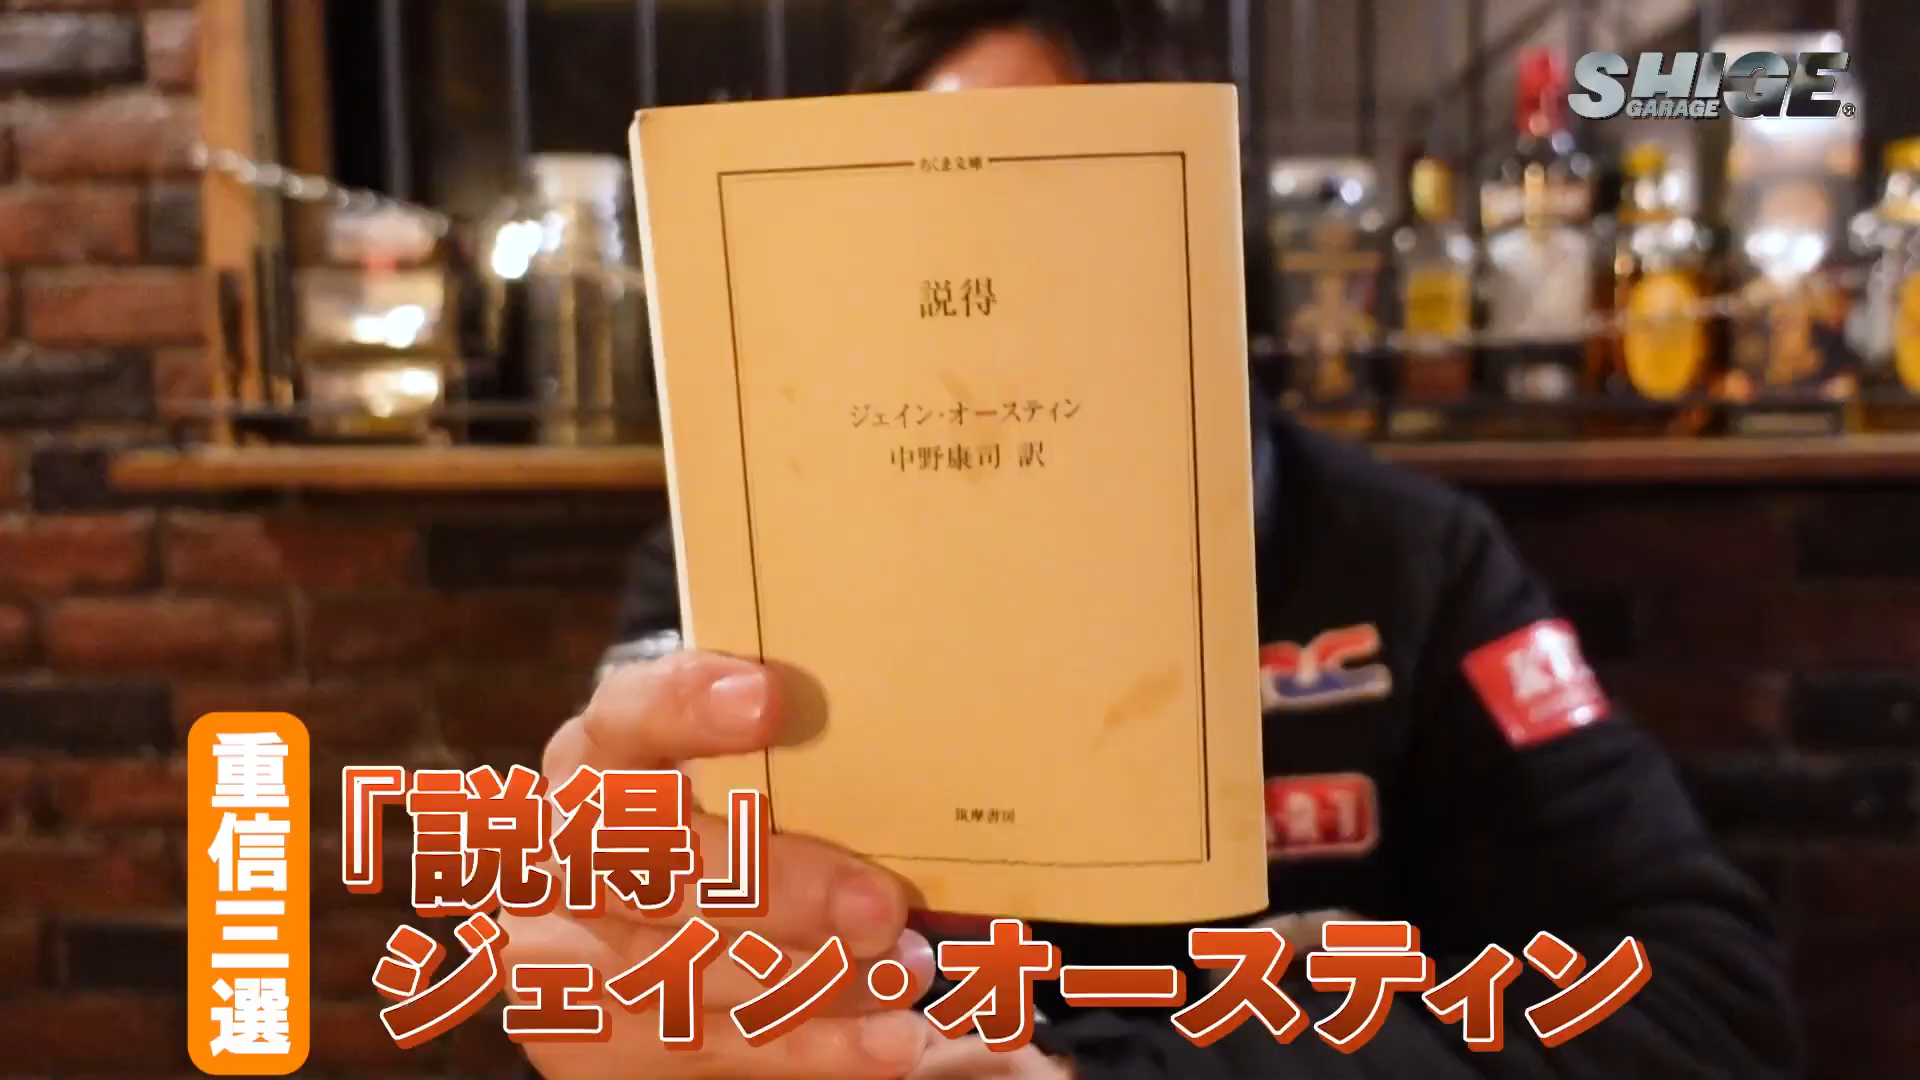 SHIGE
GARAGE
ちくま文庫
説得
ジェイン・オースティン
中野康司 訳
筑摩書房
重信三選
『説得』
ジェイン・オースティン